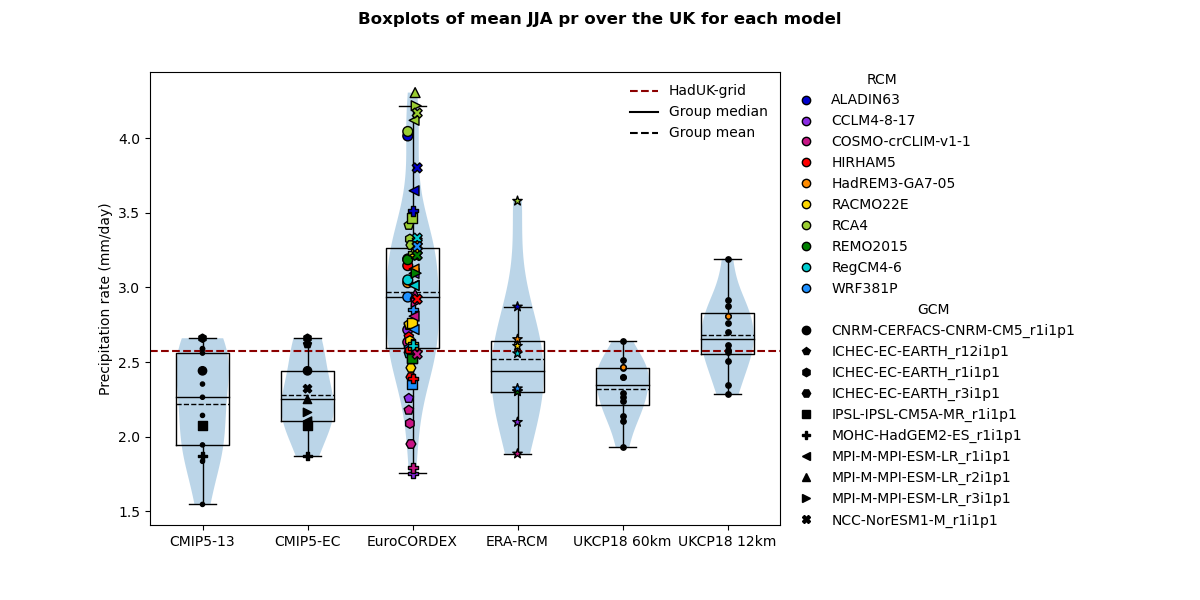 Boxplots of mean JJA pr over the UK for each model
Precipitation rate (mm/day)
4.0
3.5
3.0
2.5
2.0
1.5
CMIP5-13
CMIP5-EC
EuroCORDEX
ERA-RCM
UKCP18 60km
UKCP18 12km
HadUK-grid
Group median
Group mean
RCM
ALADIN63
CCLM4-8-17
COSMO-crCLIM-v1-1
HIRHAM5
HadREM3-GA7-05
RACMO22E
RCA4
REMO2015
RegCM4-6
WRF381P
GCM
CNRM-CERFACS-CNRM-CM5_r1i1p1
ICHEC-EC-EARTH_r12i1p1
ICHEC-EC-EARTH_r1i1p1
ICHEC-EC-EARTH_r3i1p1
IPSL-IPSL-CM5A-MR_r1i1p1
MOHC-HadGEM2-ES_r1i1p1
MPI-M-MPI-ESM-LR_r1i1p1
MPI-M-MPI-ESM-LR_r2i1p1
MPI-M-MPI-ESM-LR_r3i1p1
NCC-NorESM1-M_r1i1p1